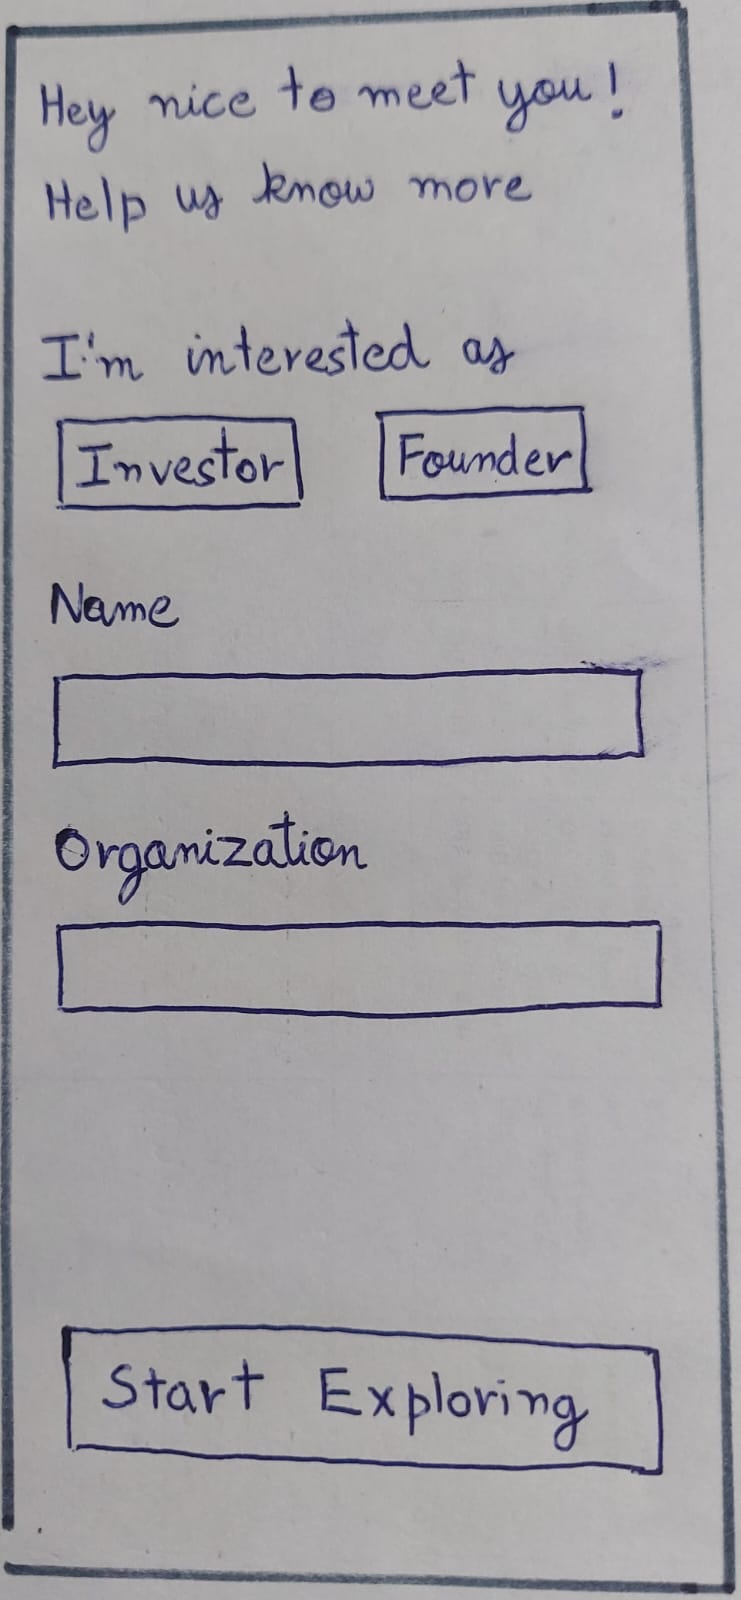 Hey nice to meet you!
Help us know more
I'm interested as
Investor Founder
Name
Organization
Start Exploring